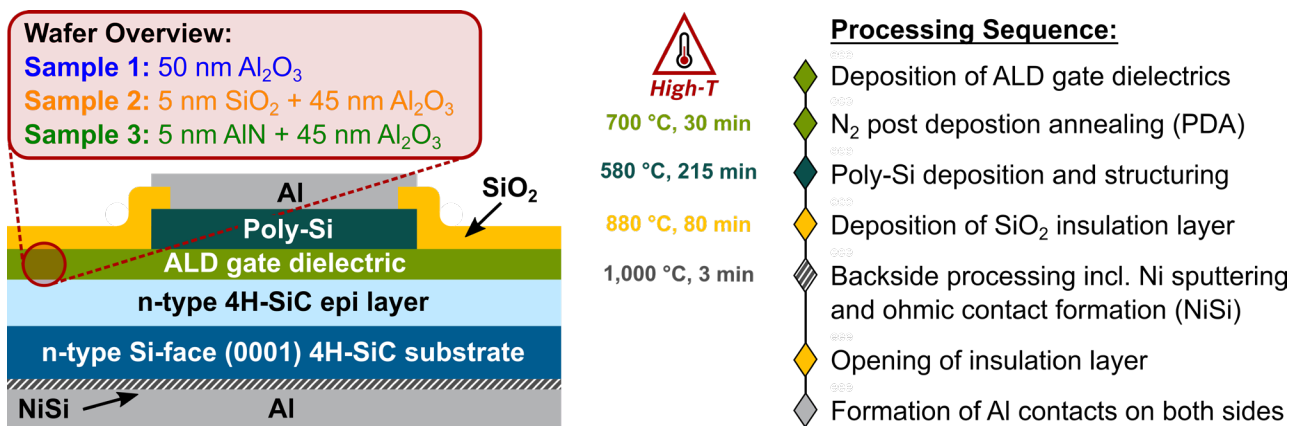 Wafer Overview:
Sample 1: 50 nm Al₂O₃
Sample 2: 5 nm SiO₂ + 45 nm Al₂O₃
Sample 3: 5 nm AlN + 45 nm Al₂O₃
Al
SiO₂
Poly-Si
ALD gate dielectric
n-type 4H-SiC epi layer
n-type Si-face (0001) 4H-SiC substrate
NiSi
Al
High-T
700 °C, 30 min
580 °C, 215 min
880 °C, 80 min
1,000 °C, 3 min
Processing Sequence:
Deposition of ALD gate dielectrics
N₂ post depostion annealing (PDA)
Poly-Si deposition and structuring
Deposition of SiO₂ insulation layer
Backside processing incl. Ni sputtering
and ohmic contact formation (NiSi)
Opening of insulation layer
Formation of Al contacts on both sides